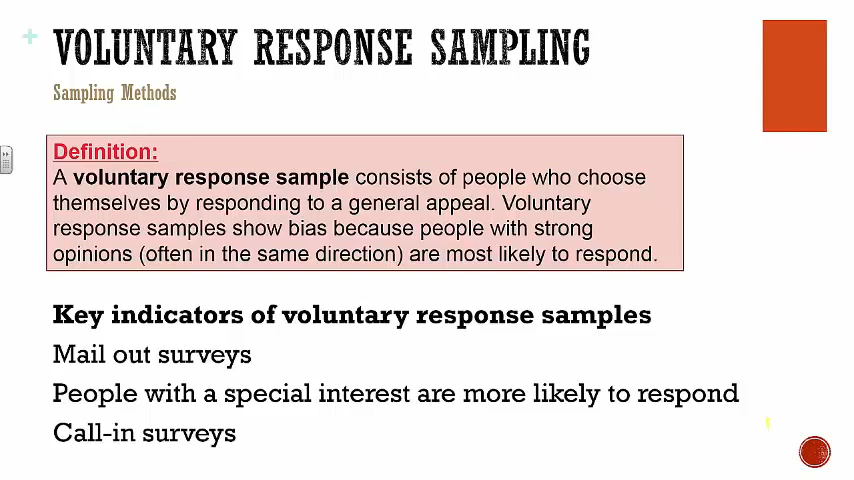 VOLUNTARY RESPONSE SAMPLING
Sampling Methods
Definition:
A voluntary response sample consists of people who choose
themselves by responding to a general appeal. Voluntary
response samples show bias because people with strong
opinions (often in the same direction) are most likely to respond.
Key indicators of voluntary response samples
Mail out surveys
People with a special interest are more likely to respond
Call-in surveys